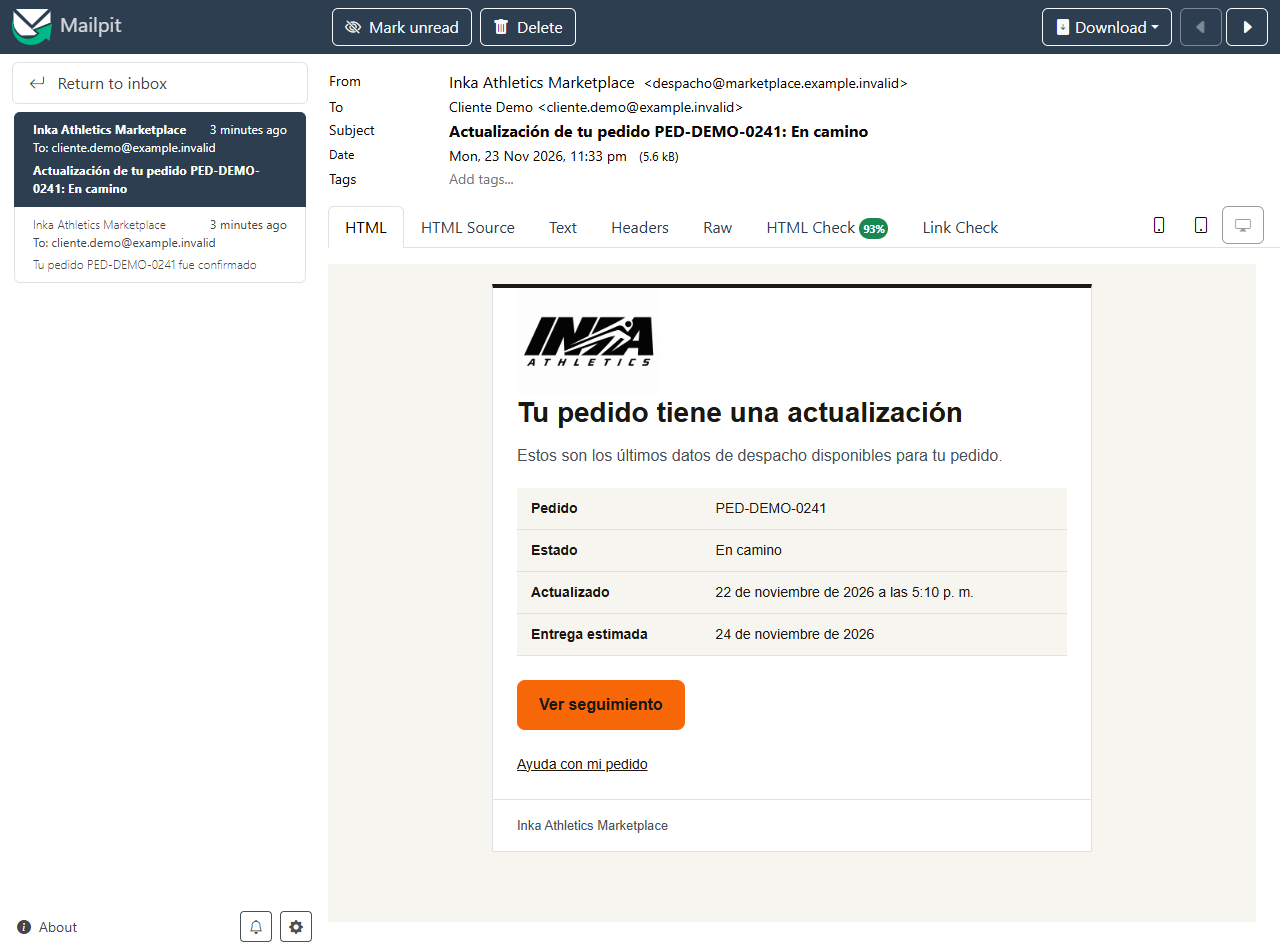 Mailpit
Mark unread
Delete
Download
Return to inbox
Inka Athletics Marketplace 3 minutes ago
To: cliente.demo@example.invalid
Actualización de tu pedido PED-DEMO-
0241: En camino
Inka Athletics Marketplace 3 minutes ago
To: cliente.demo@example.invalid
Tu pedido PED-DEMO-0241 fue confirmado
From Inka Athletics Marketplace <despacho@marketplace.example.invalid>
To Cliente Demo <cliente.demo@example.invalid>
Subject Actualización de tu pedido PED-DEMO-0241: En camino
Date Mon, 23 Nov 2026, 11:33 pm (5.6 kB)
Tags Add tags...
HTML HTML Source Text Headers Raw HTML Check 93% Link Check
INKA
ATHLETICS
Tu pedido tiene una actualización
Estos son los últimos datos de despacho disponibles para tu pedido.
Pedido PED-DEMO-0241
Estado En camino
Actualizado 22 de noviembre de 2026 a las 5:10 p. m.
Entrega estimada 24 de noviembre de 2026
Ver seguimiento
Ayuda con mi pedido
Inka Athletics Marketplace
About